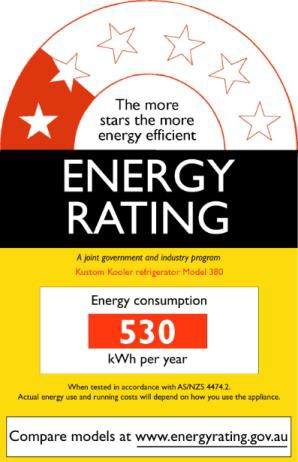 The more
stars the more
energy efficient
ENERGY
RATING
A joint government and industry program
Kustom Kooler refrigerator Model 380
Energy consumption
530
kWh per year
When tested in accordance with AS/NZS 4474.2.
Actual energy use and running costs will depend on how you use the appliance.
Compare models at www.energyrating.gov.au